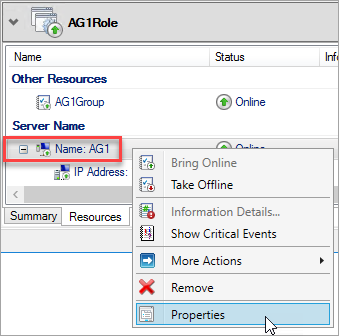 AG1Role
Name Status Info
Other Resources
AG1Group Online
Server Name
Name: AG1 Online
IP Address:
Summary Resources
Bring Online
Take Offline
Information Details...
Show Critical Events
More Actions
Remove
Properties